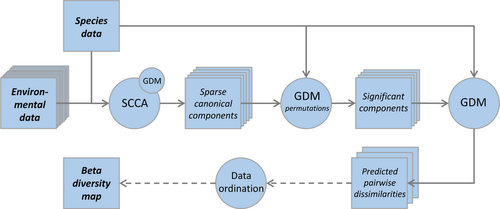 Species
data
GDM
Environ-
mental
data
SCCA
Sparse
canonical
components
GDM
permutations
Significant
components
GDM
Beta
diversity
map
Data
ordination
Predicted
pairwise
dissimilarities